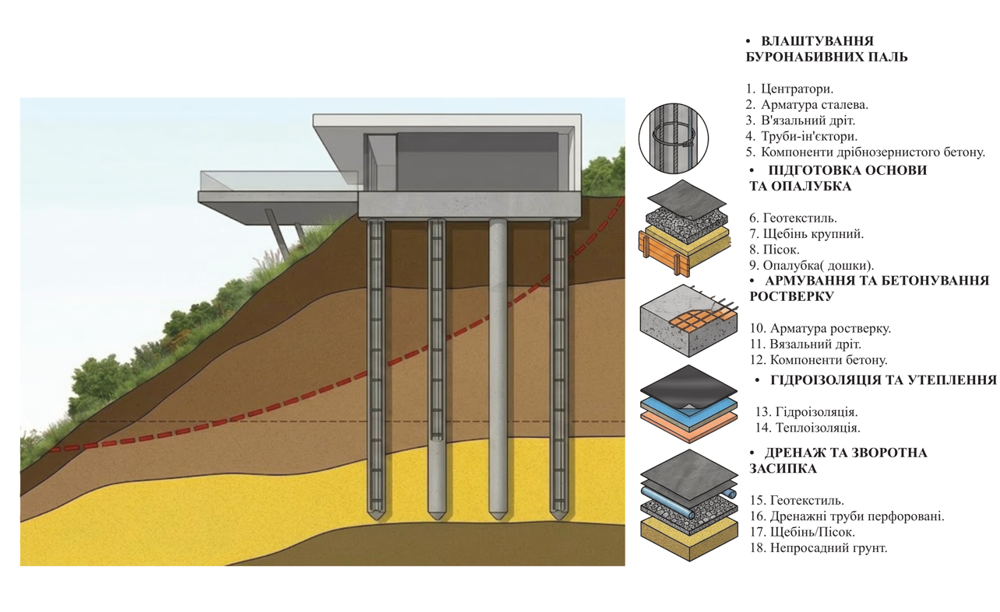 • ВЛАШТУВАННЯ
БУРОНАБИВНИХ ПАЛЬ
1. Центратори.
2. Арматура сталева.
3. В'язальний дріт.
4. Труби-ін'єктори.
5. Компоненти дрібнозернистого бетону.
• ПІДГОТОВКА ОСНОВИ
ТА ОПАЛУБКА
6. Геотекстиль.
7. Щебінь крупний.
8. Пісок.
9. Опалубка( дошки).
• АРМУВАННЯ ТА БЕТОНУВАННЯ
РОСТВЕРКУ
10. Арматура ростверку.
11. Вязальний дріт.
12. Компоненти бетону.
• ГІДРОІЗОЛЯЦІЯ ТА УТЕПЛЕННЯ
13. Гідроізоляція.
14. Теплоізоляція.
• ДРЕНАЖ ТА ЗВОРОТНА
ЗАСИПКА
15. Геотекстиль.
16. Дренажні труби перфоровані.
17. Щебінь/Пісок.
18. Непросадний грунт.